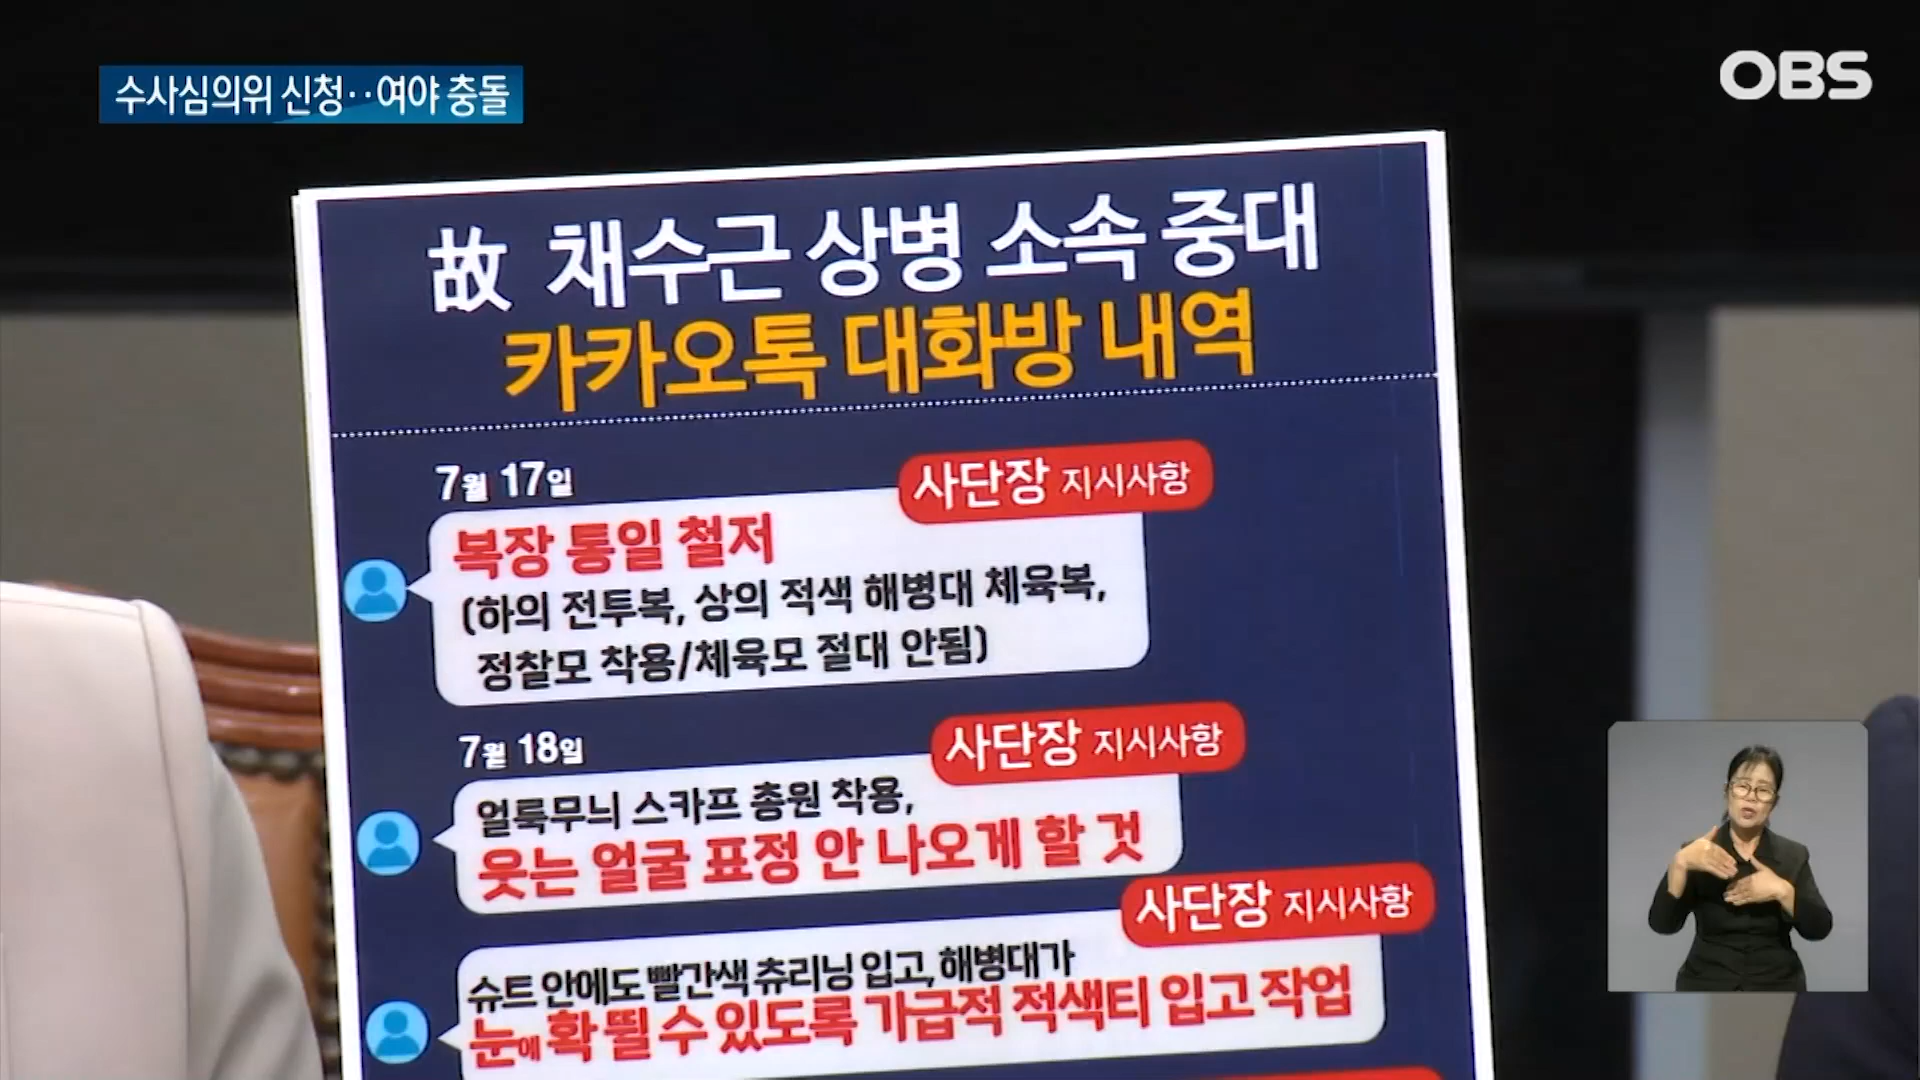 수사심의위 신청··여야 충돌
OBS
故 채수근 상병 소속 중대
카카오톡 대화방 내역
7월 17일
사단장 지시사항
복장 통일 철저
(하의 전투복, 상의 적색 해병대 체육복,
정찰모 착용/체육모 절대 안됨)
7월 18일
사단장 지시사항
얼룩무늬 스카프 총원 착용,
웃는 얼굴 표정 안 나오게 할 것
사단장 지시사항
슈트 안에도 빨간색 츄리닝 입고, 해병대가
눈에 확 띌 수 있도록 가급적 적색티 입고 작업